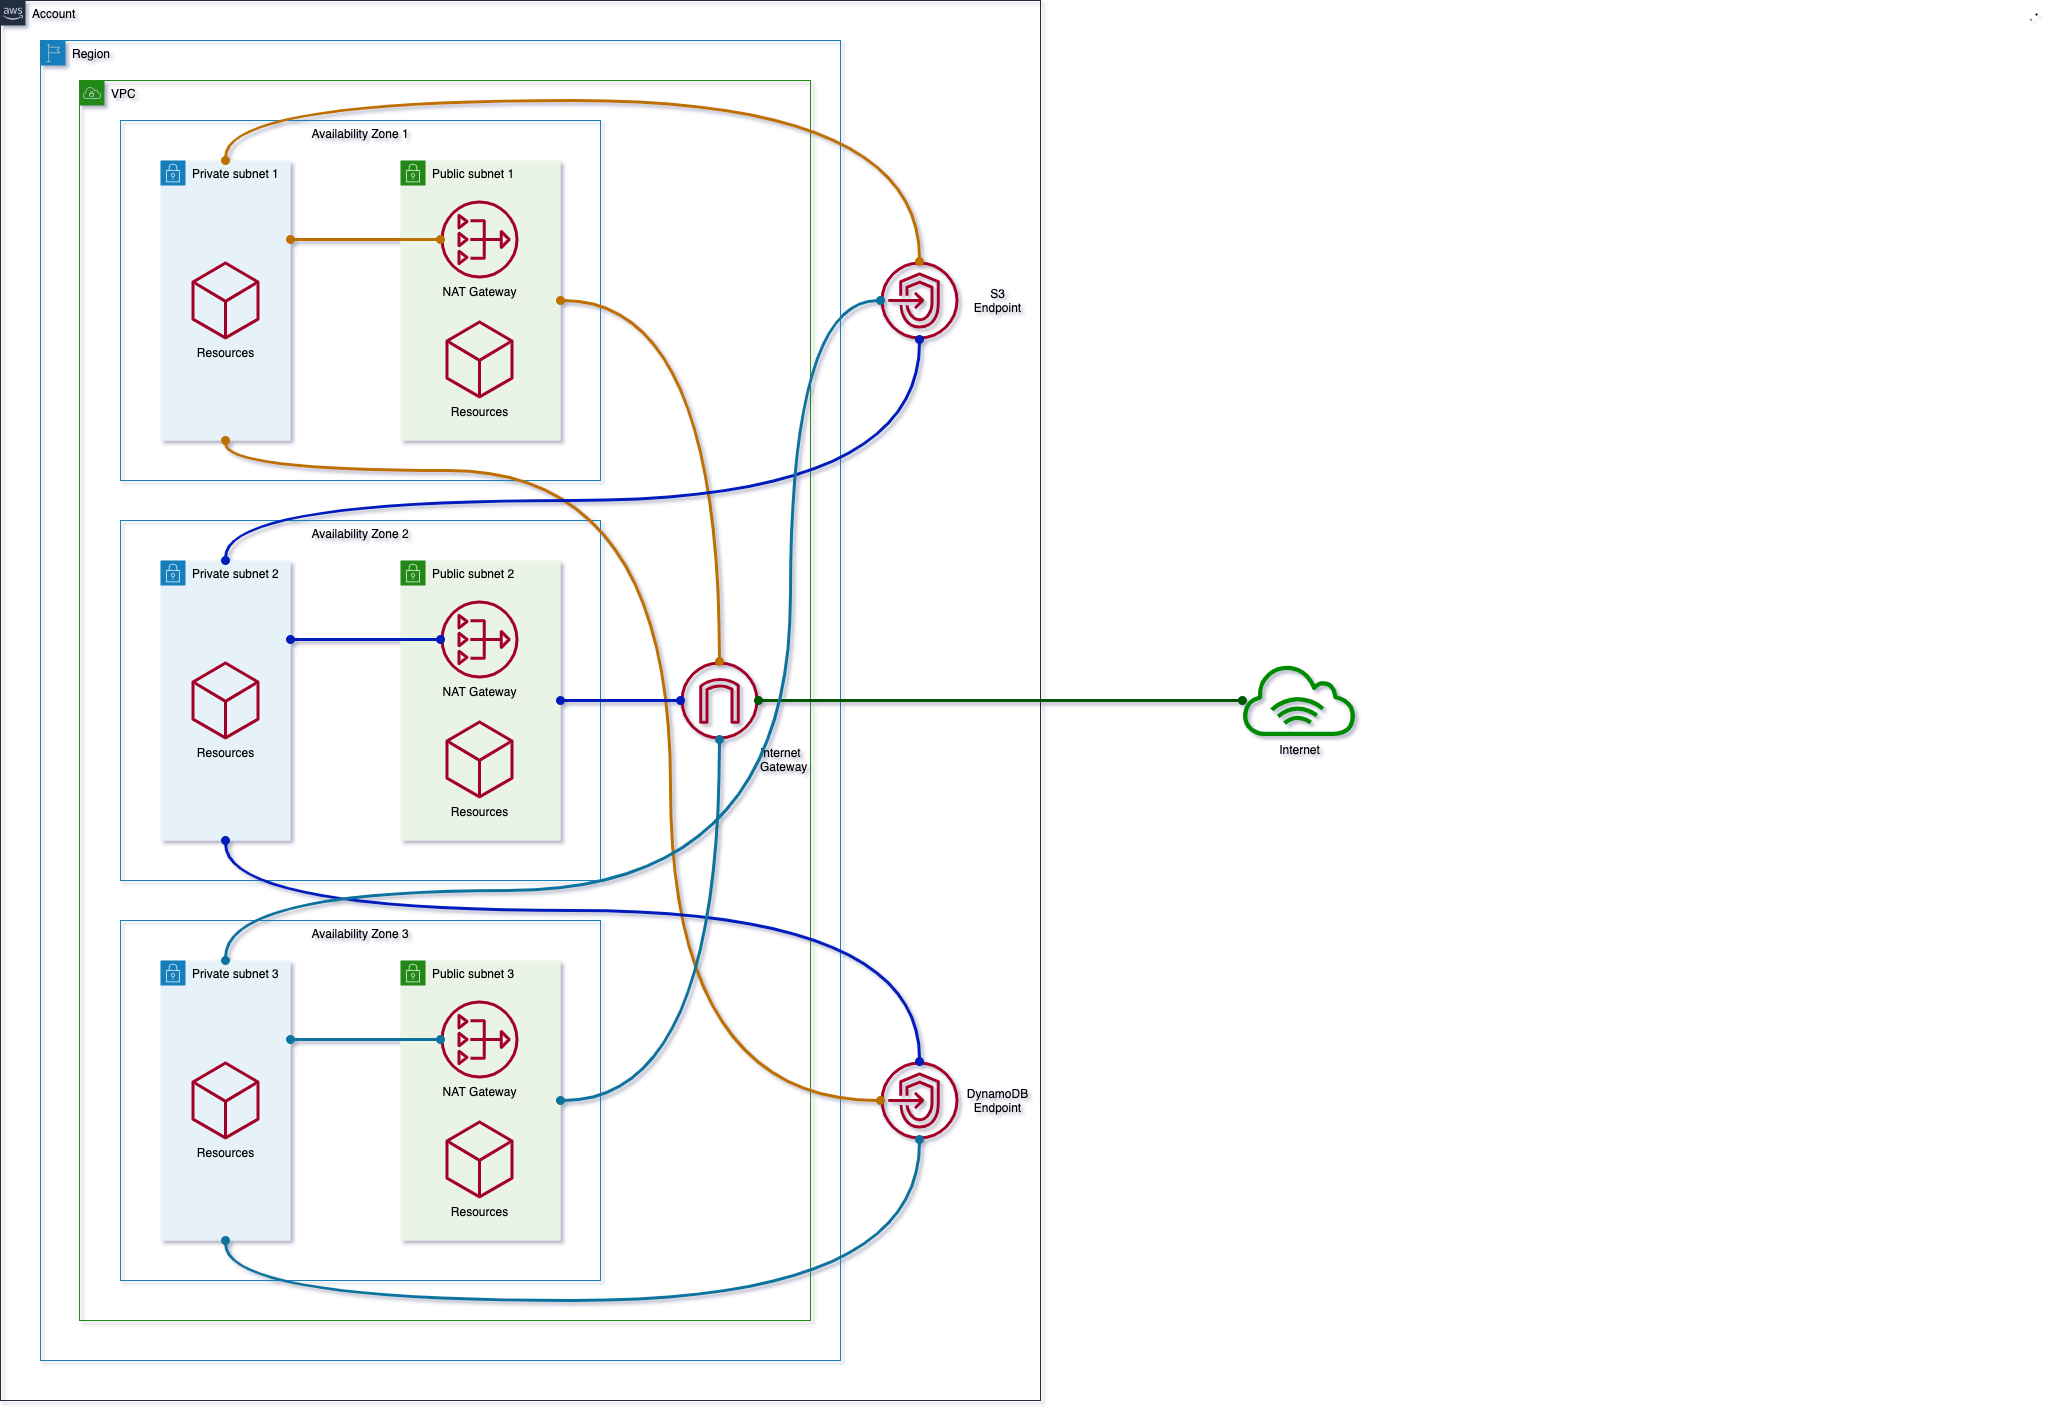 aws
Account
Region
VPC
Availability Zone 1
Private subnet 1
Public subnet 1
NAT Gateway
Resources
Resources
S3
Endpoint
Availability Zone 2
Private subnet 2
Public subnet 2
NAT Gateway
Resources
Resources
Internet
Gateway
Internet
Availability Zone 3
Private subnet 3
Public subnet 3
NAT Gateway
Resources
Resources
DynamoDB
Endpoint